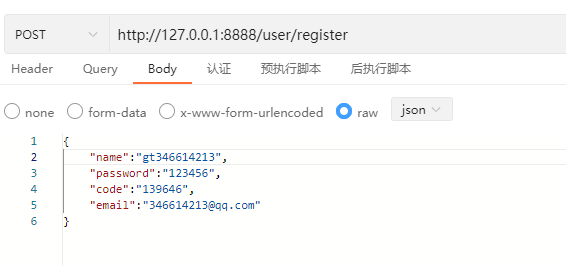 POST http://127.0.0.1:8888/user/register
Header Query Body 认证 预执行脚本 后执行脚本
none form-data x-www-form-urlencoded raw json
1 {
2 "name":"gt346614213",
3 "password":"123456",
4 "code":"139646",
5 "email":"346614213@qq.com"
6 }